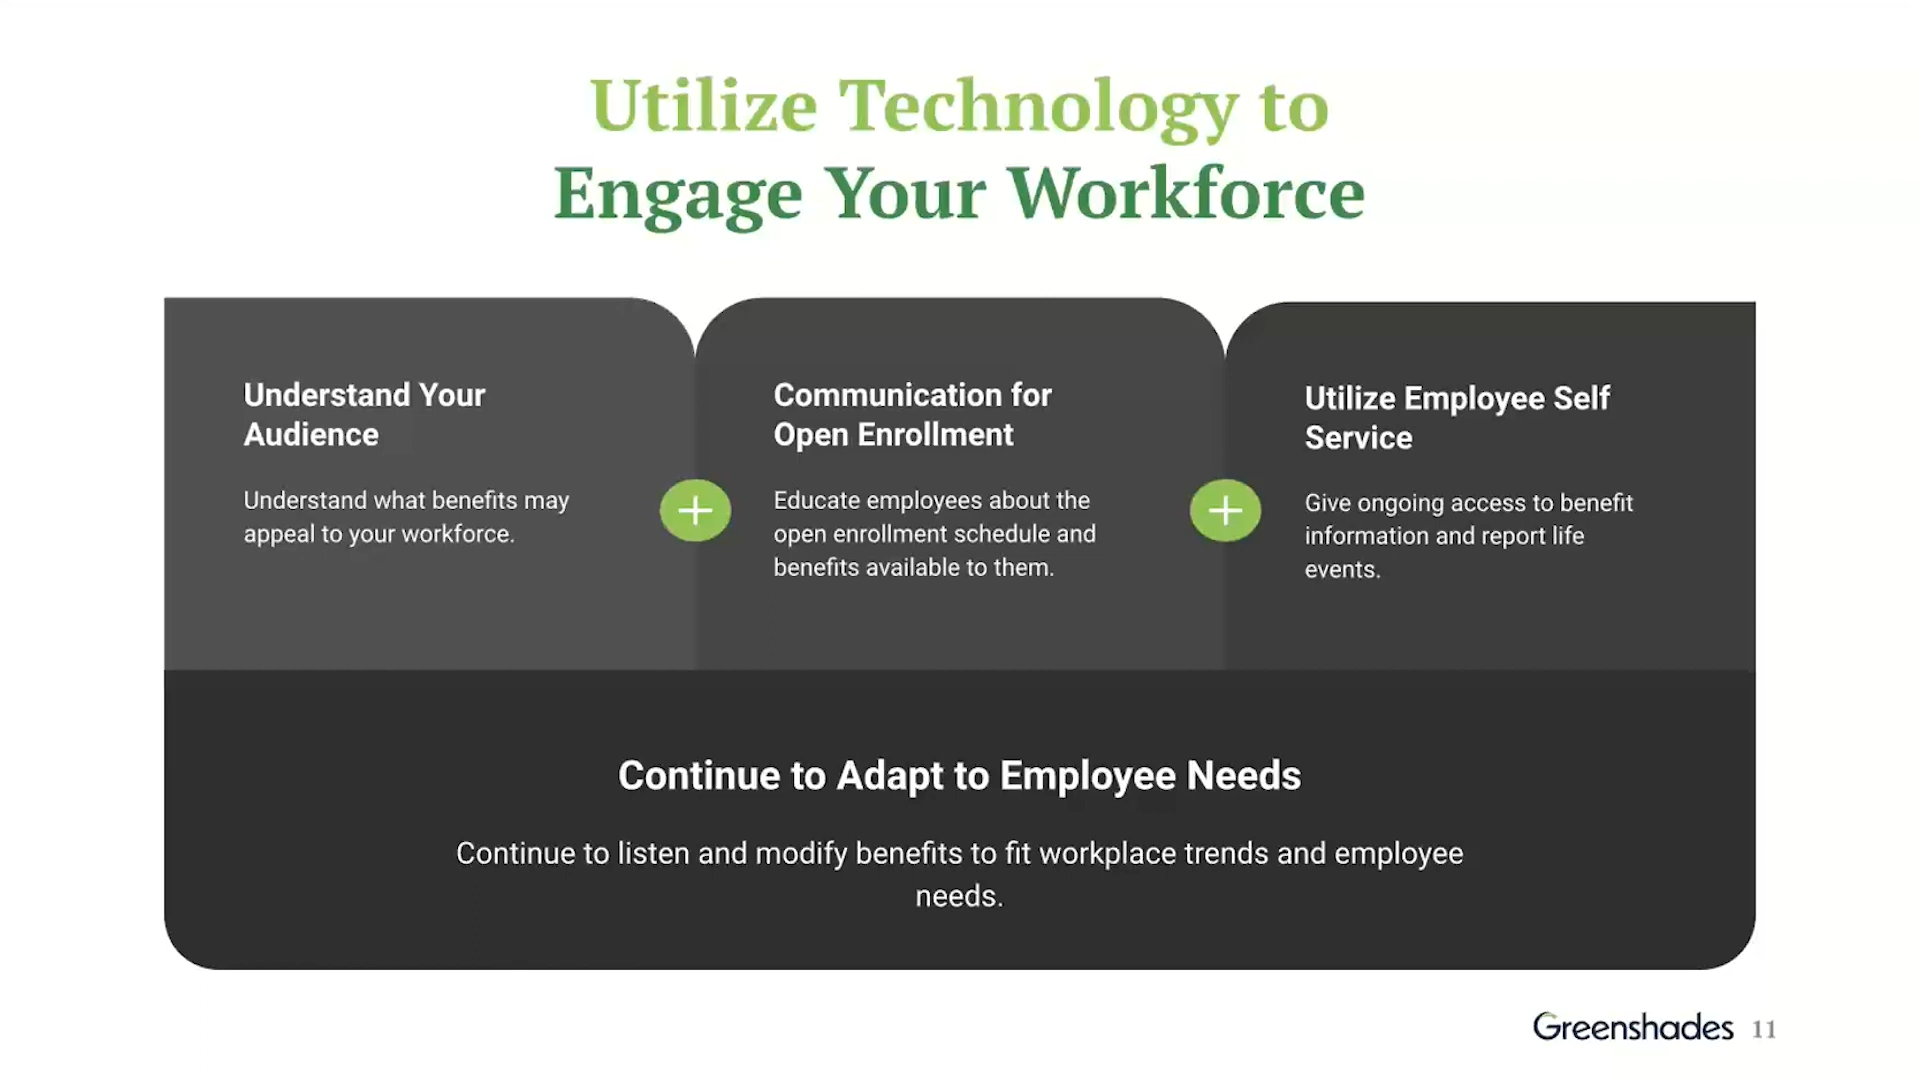 Utilize Technology to
Engage Your Workforce
Understand Your
Audience
Understand what benefits may
appeal to your workforce.
Communication for
Open Enrollment
Educate employees about the
open enrollment schedule and
benefits available to them.
Utilize Employee Self
Service
Give ongoing access to benefit
information and report life
events.
Continue to Adapt to Employee Needs
Continue to listen and modify benefits to fit workplace trends and employee
needs.
Greenshades 11